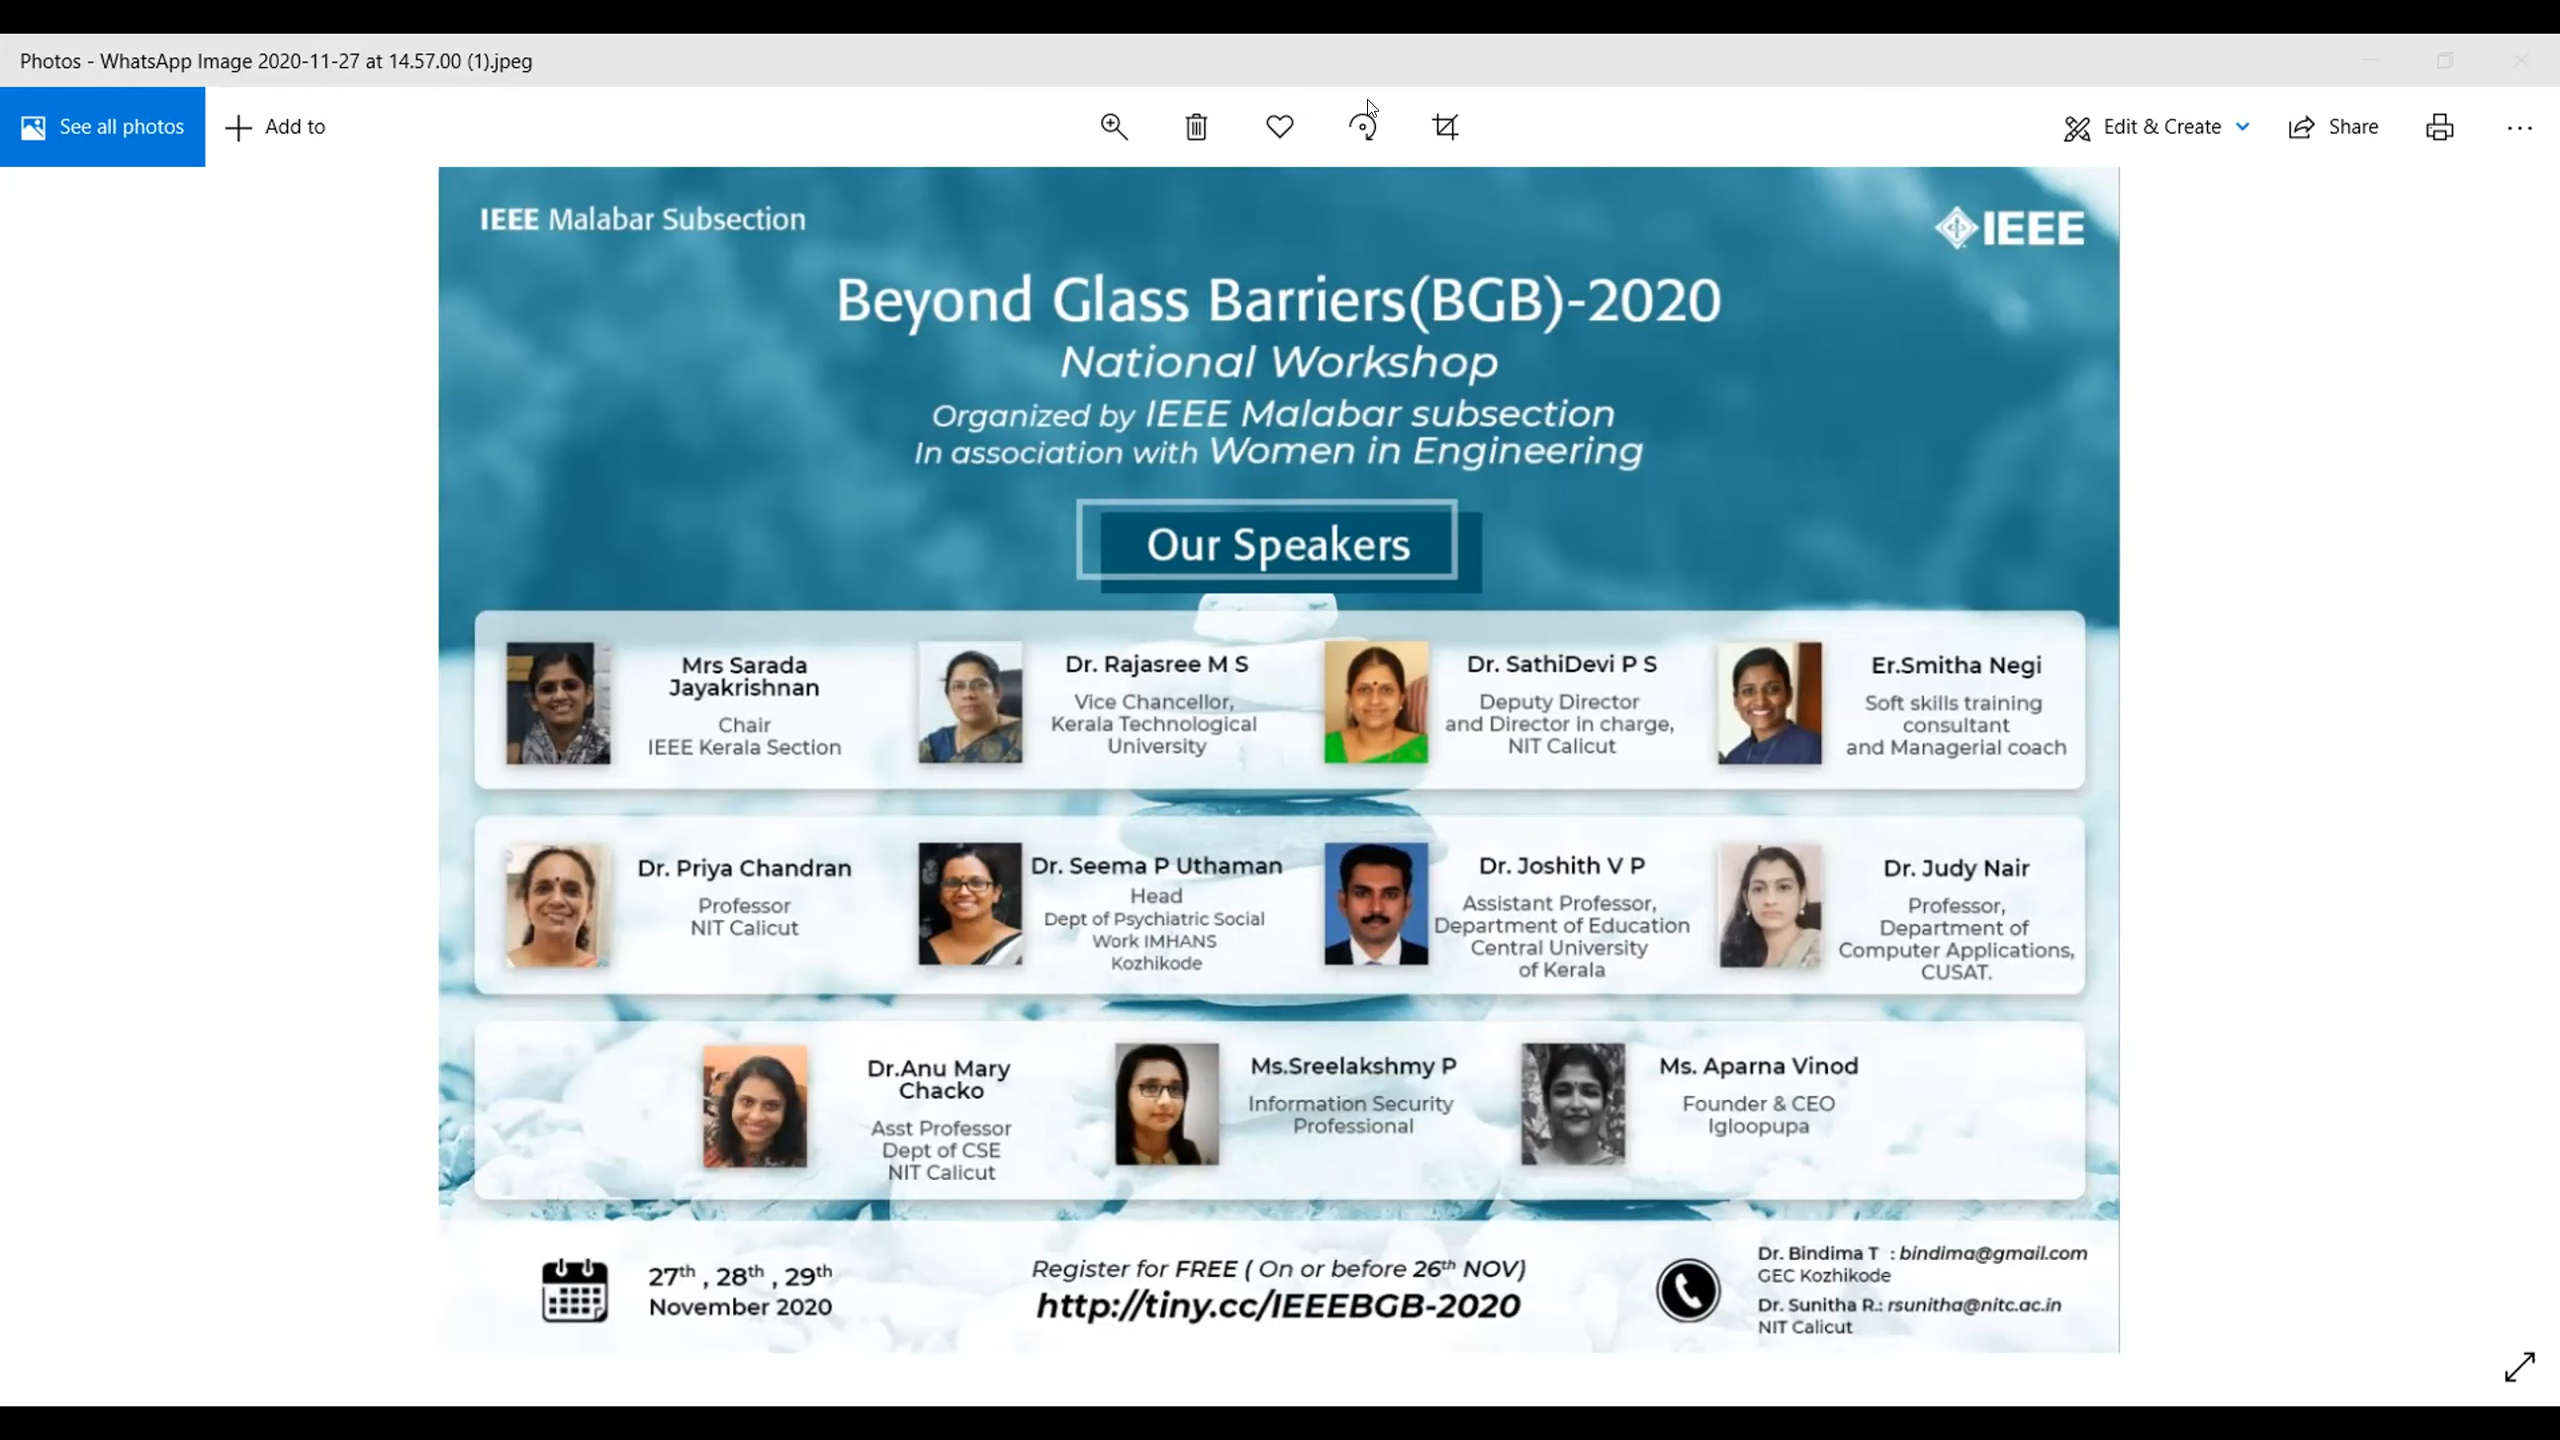 Photos - WhatsApp Image 2020-11-27 at 14.57.00 (1).jpeg
See all photos
Add to
Edit & Create
Share
IEEE Malabar Subsection
IEEE
Beyond Glass Barriers(BGB)-2020
National Workshop
Organized by IEEE Malabar subsection
In association with Women in Engineering
Our Speakers
Mrs Sarada
Jayakrishnan
Chair
IEEE Kerala Section
Dr. Rajasree M S
Vice Chancellor,
Kerala Technological
University
Dr. SathiDevi P S
Deputy Director
and Director in charge,
NIT Calicut
Er.Smitha Negi
Soft skills training
consultant
and Managerial coach
Dr. Priya Chandran
Professor
NIT Calicut
Dr. Seema P Uthaman
Head
Dept of Psychiatric Social
Work IMHANS
Kozhikode
Dr. Joshith V P
Assistant Professor,
Department of Education
Central University
of Kerala
Dr. Judy Nair
Professor,
Department of
Computer Applications,
CUSAT.
Dr.Anu Mary
Chacko
Asst Professor
Dept of CSE
NIT Calicut
Ms.Sreelakshmy P
Information Security
Professional
Ms. Aparna Vinod
Founder & CEO
Igloopupa
27th , 28th , 29th
November 2020
Register for FREE ( On or before 26th NOV)
http://tiny.cc/IEEEBGB-2020
Dr. Bindima T : bindima@gmail.com
GEC Kozhikode
Dr. Sunitha R.: rsunitha@nitc.ac.in
NIT Calicut